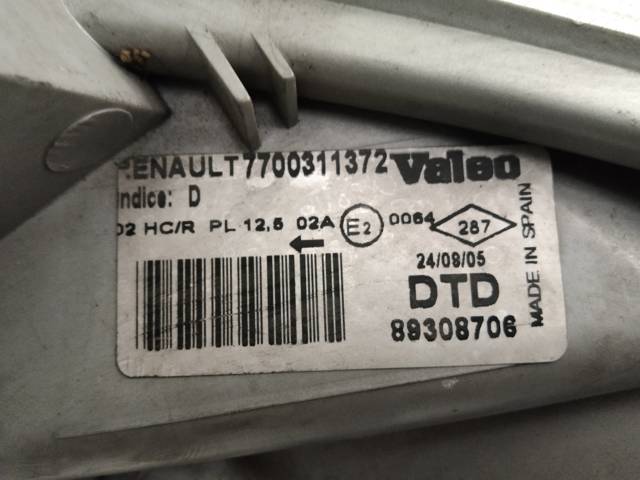 RENAULT 7700311372 Valeo
Indice: D
02 HC/R PL 12,5 02A E2 0064 287
24/08/05
DTD
89308706
MADE IN SPAIN